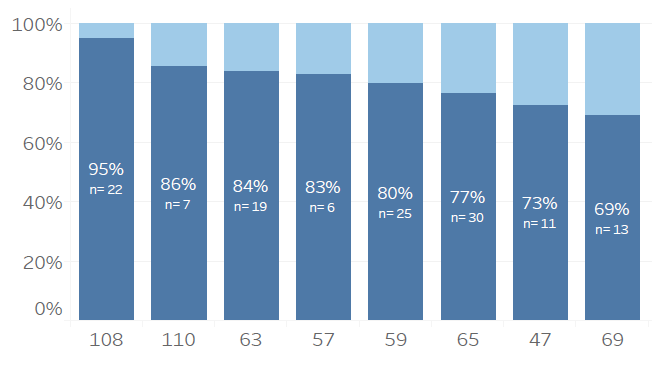 100%
80%
60%
40%
20%
0%
95%
n= 22
86%
n= 7
84%
n= 19
83%
n= 6
80%
n= 25
77%
n= 30
73%
n= 11
69%
n= 13
108 110 63 57 59 65 47 69